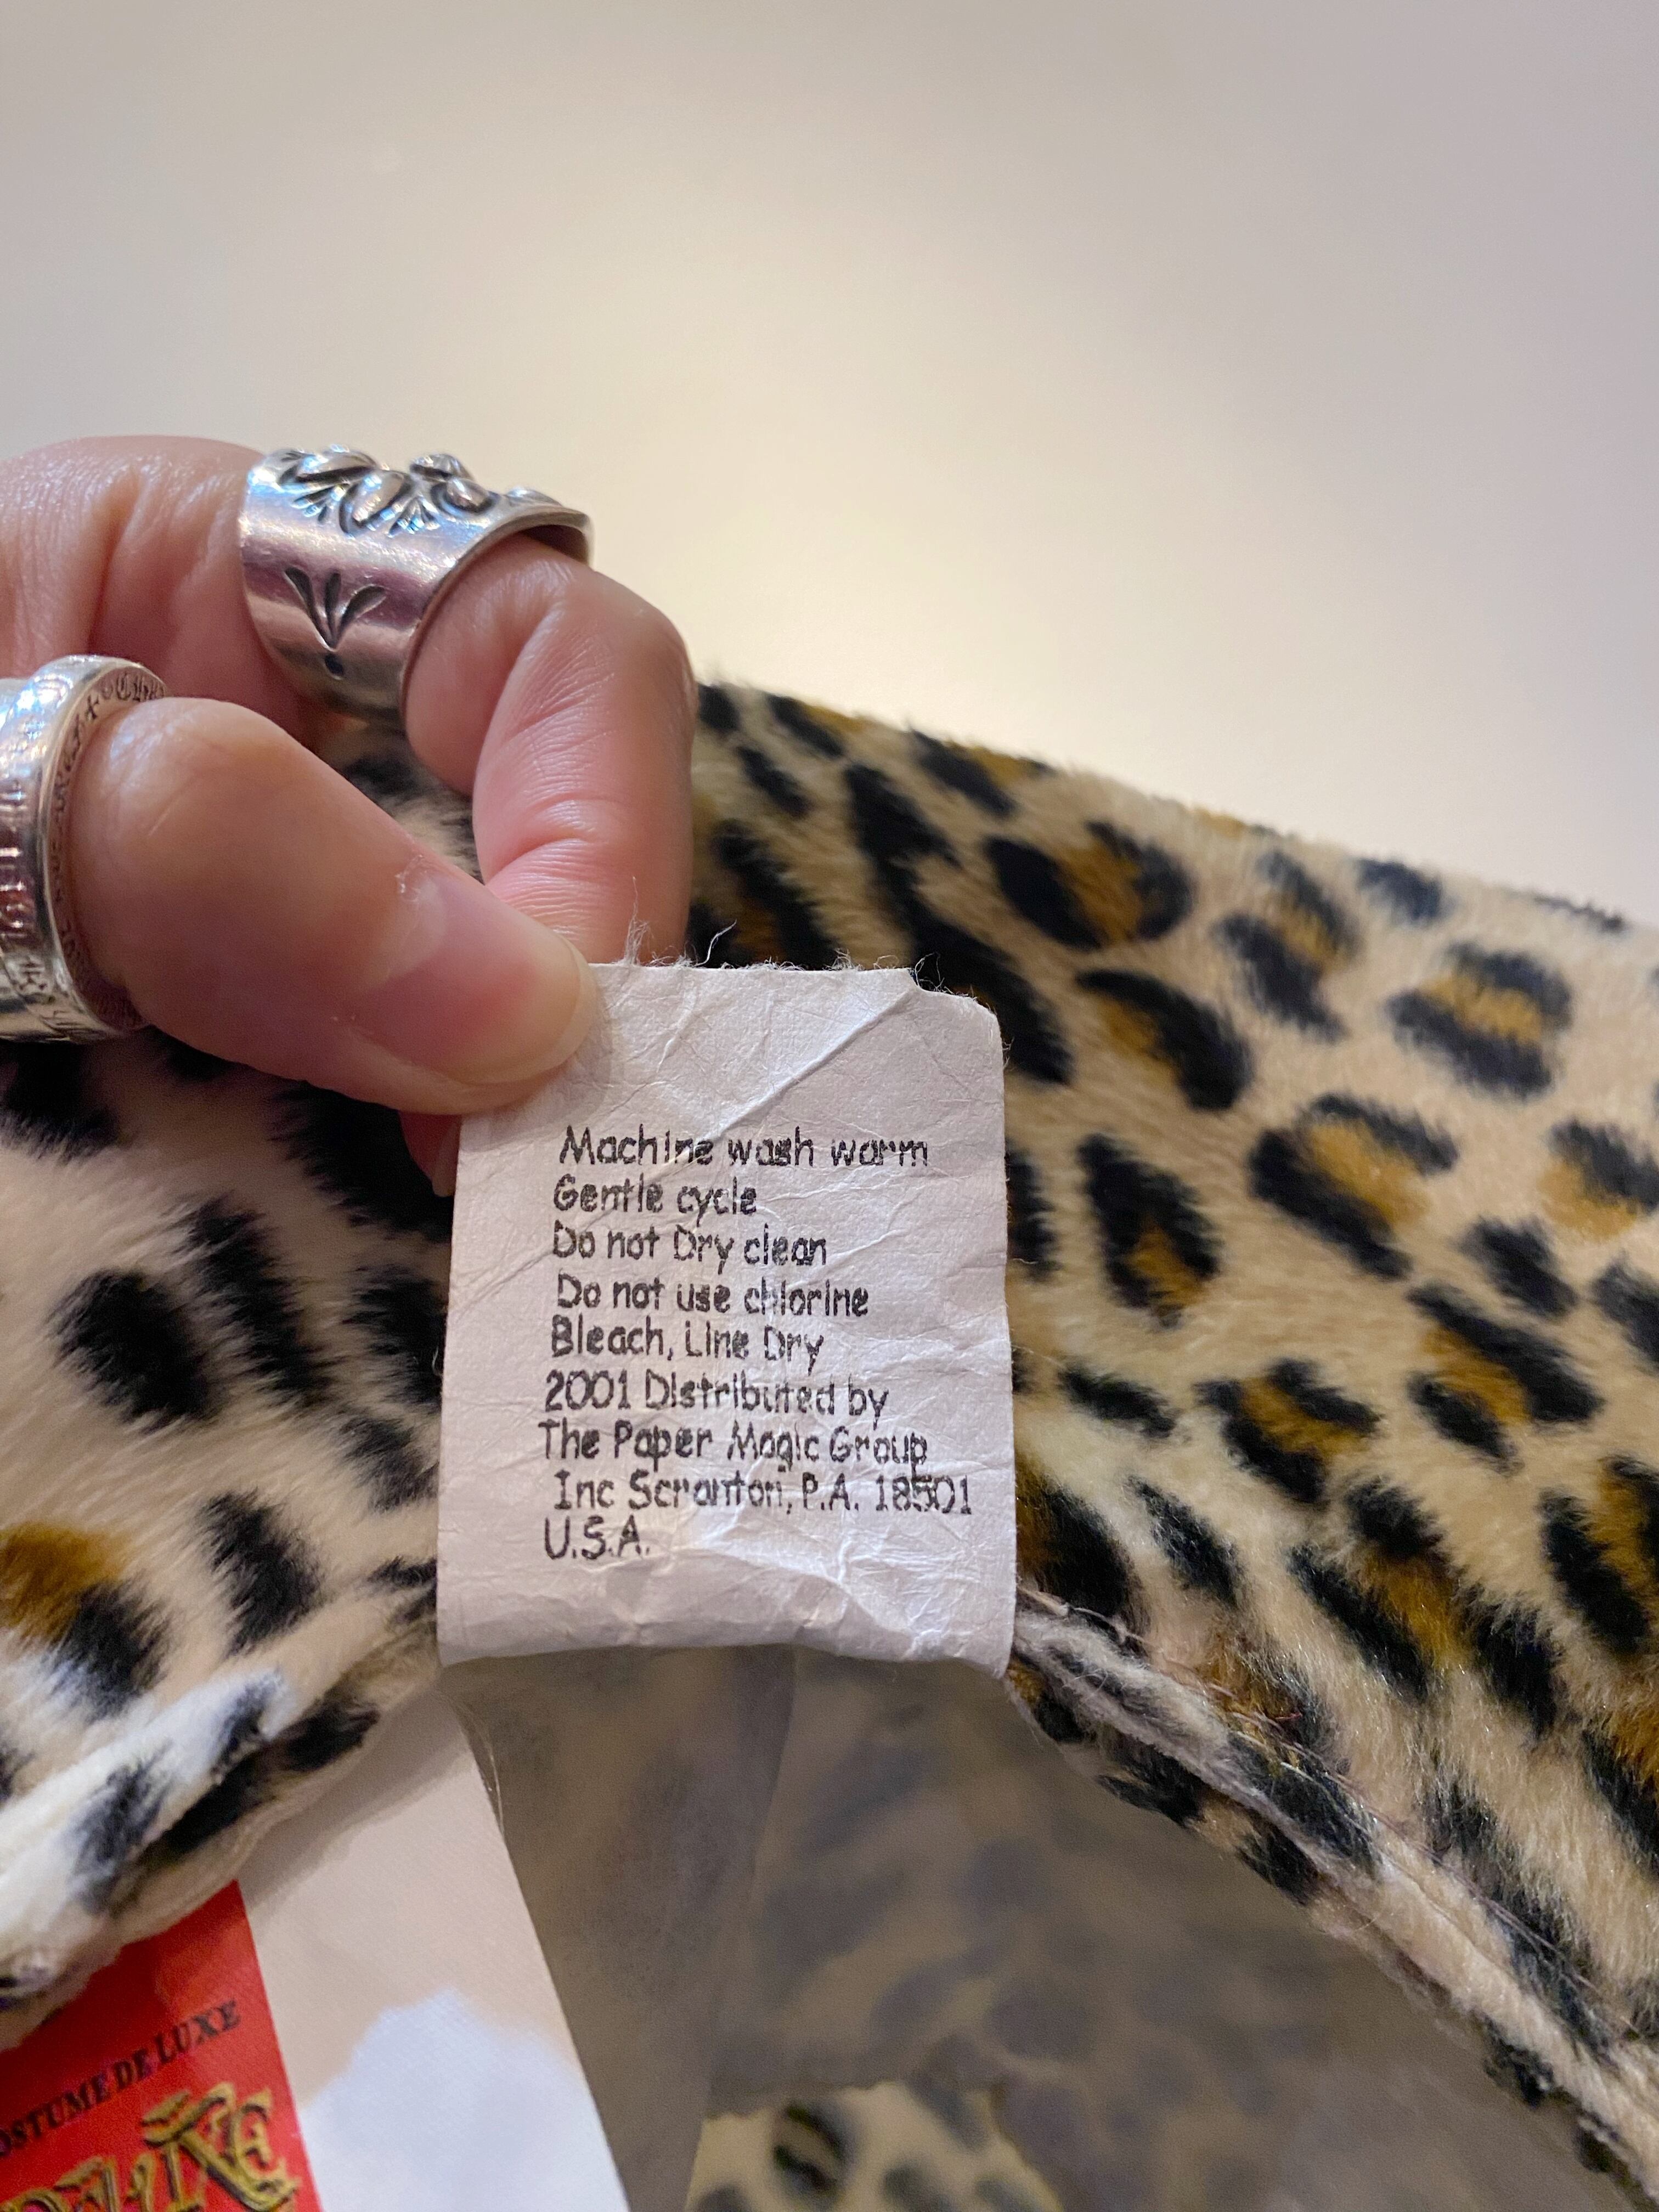 Machine wash warm
Gentle cycle
Do not Dry clean
Do not use chlorine
Bleach, Line Dry
2001 Distributed by
The Paper Magic Group
Inc Scranton, P.A. 18501
U.S.A.
DE LUXE